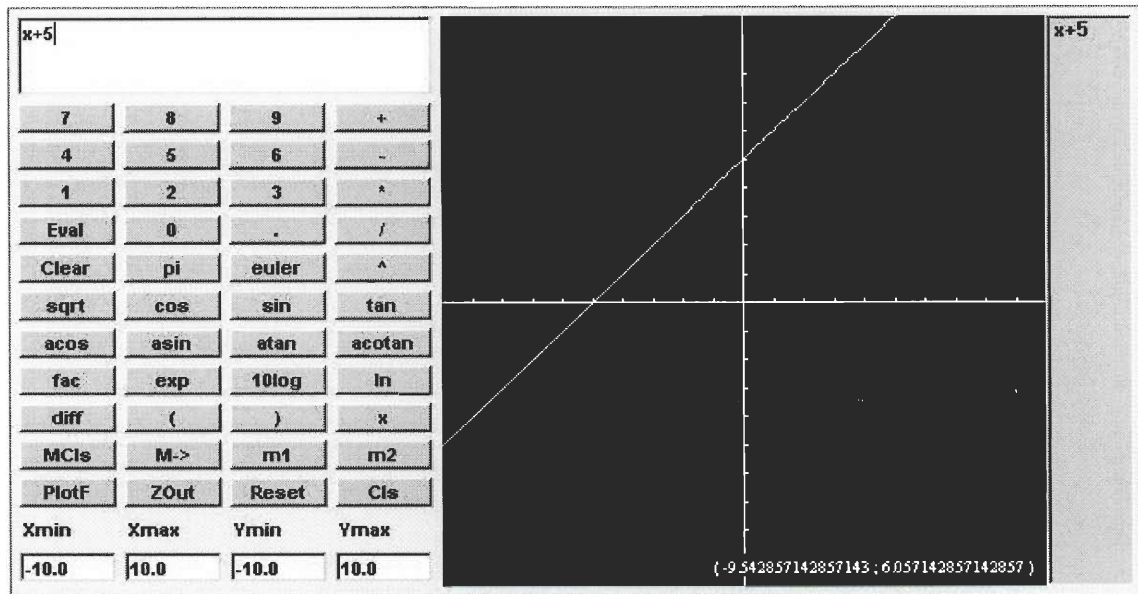 x+5
x+5
7 8 9 +
4 5 6 -
1 2 3 *
Eval 0 . /
Clear pi euler ^
sqrt cos sin tan
acos asin atan acotan
fac exp 10log ln
diff ( ) x
MCls M-> m1 m2
PlotF ZOut Reset Cls
Xmin Xmax Ymin Ymax
-10.0 10.0 -10.0 10.0
( -9.542857142857143 ; 6.057142857142857 )